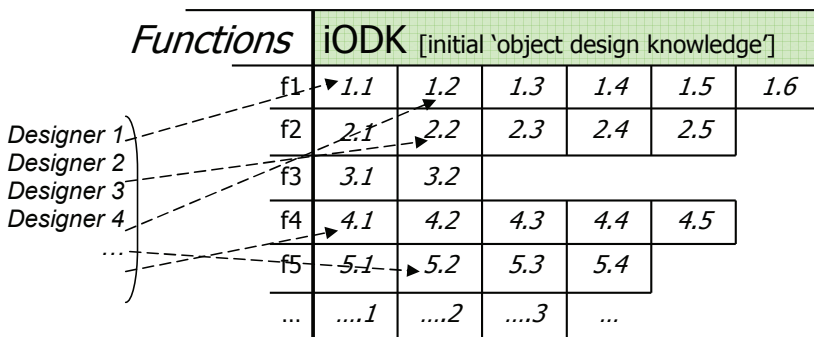 Functions iODK [initial ‘object design knowledge’]
f1 1.1 1.2 1.3 1.4 1.5 1.6
f2 2.1 2.2 2.3 2.4 2.5
f3 3.1 3.2
f4 4.1 4.2 4.3 4.4 4.5
f5 5.1 5.2 5.3 5.4
... ....1 ....2 ....3 ...
Designer 1
Designer 2
Designer 3
Designer 4
...